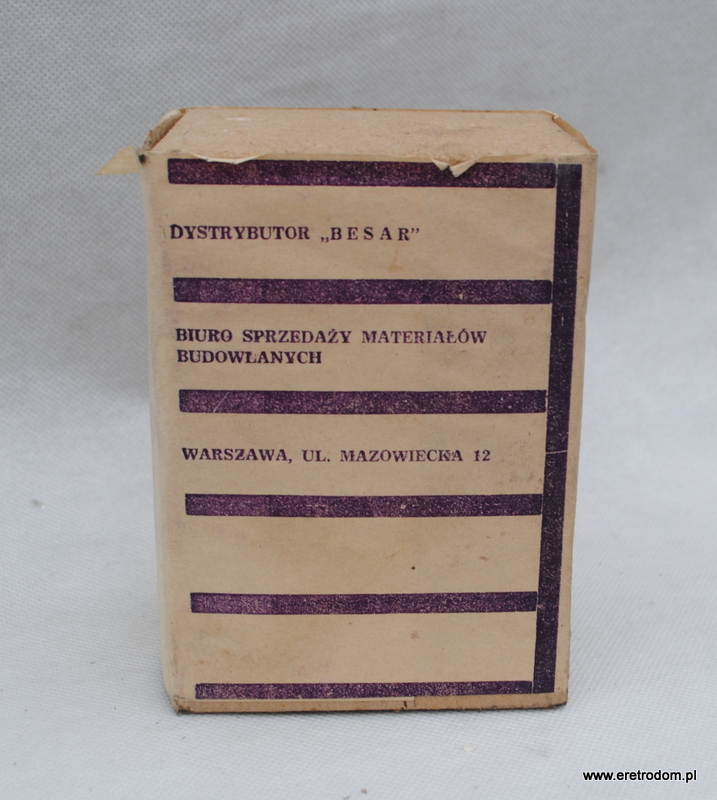 DYSTRYBUTOR „BESAR”
BIURO SPRZEDAŻY MATERIAŁÓW
BUDOWLANYCH
WARSZAWA, UL. MAZOWIECKA 12
www.eretrodom.pl